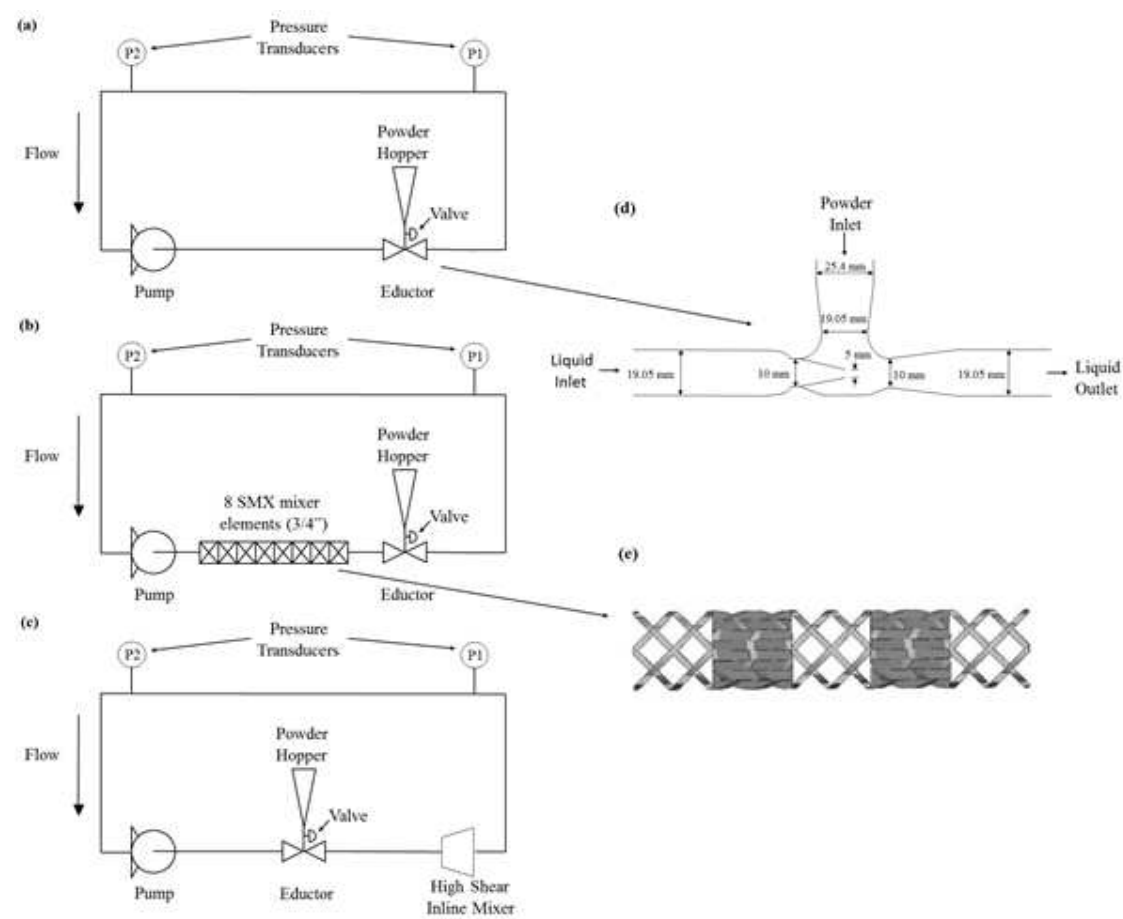 (a)
Pressure
Transducers
P2
P1
Flow
Powder
Hopper
Valve
Pump
Eductor
(b)
Pressure
Transducers
P2
P1
Flow
Powder
Hopper
8 SMX mixer
elements (3/4")
Valve
Pump
Eductor
(c)
Pressure
Transducers
P2
P1
Flow
Powder
Hopper
Valve
Pump
Eductor
High Shear
Inline Mixer
(d)
Powder
Inlet
25.4 mm
19.05 mm
5 mm
Liquid
Inlet
19.05 mm
10 mm
10 mm
19.05 mm
Liquid
Outlet
(e)